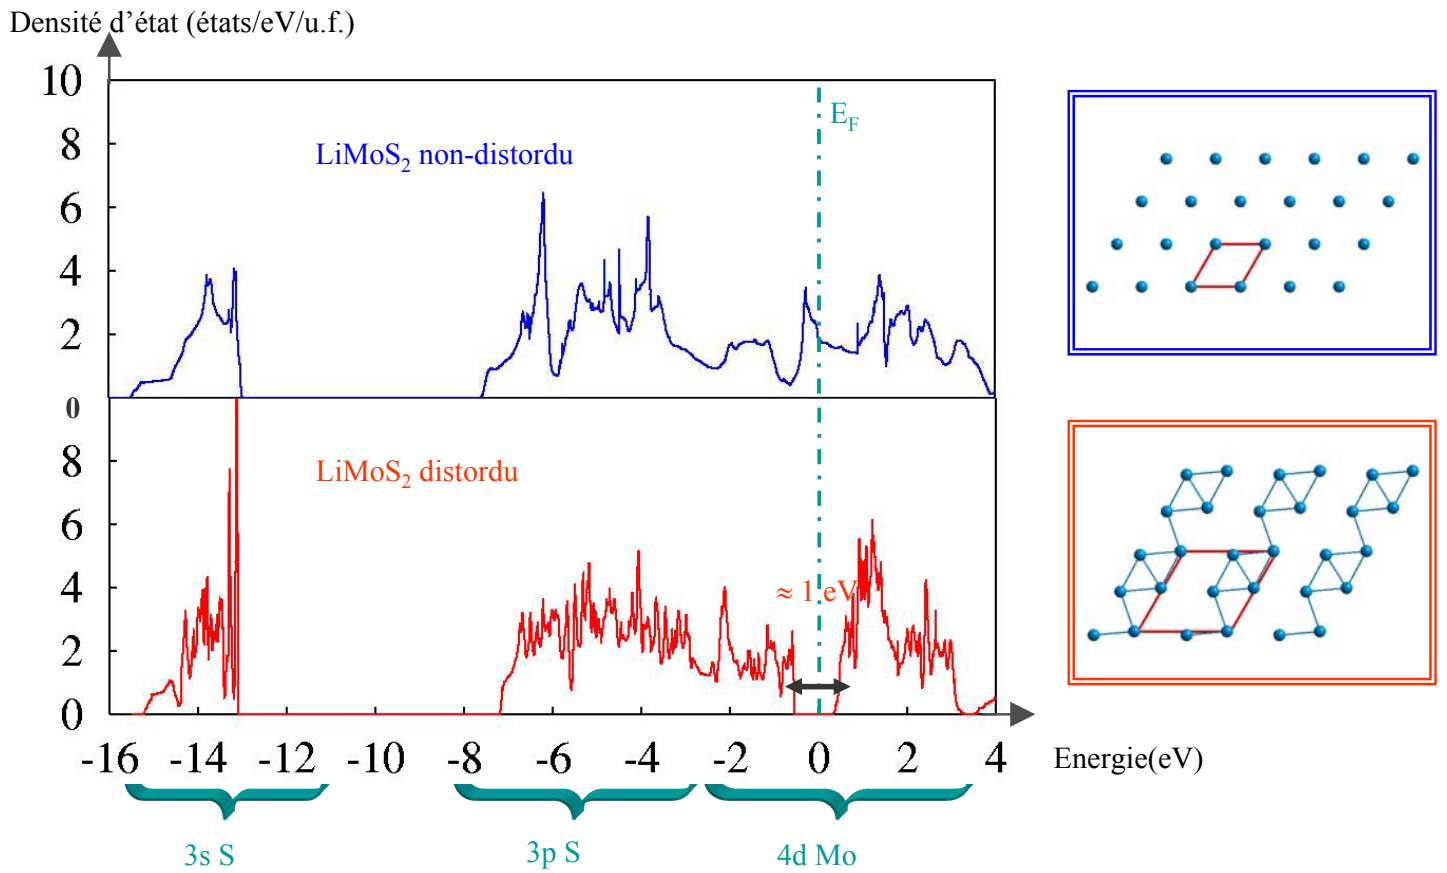 Densité d’état (états/eV/u.f.)
10
8
6
4
2
0
E_F
LiMoS₂ non-distordu
8
6
4
2
0
LiMoS₂ distordu
≈ 1 eV
-16 -14 -12 -10 -8 -6 -4 -2 0 2 4
Energie(eV)
3s S
3p S
4d Mo